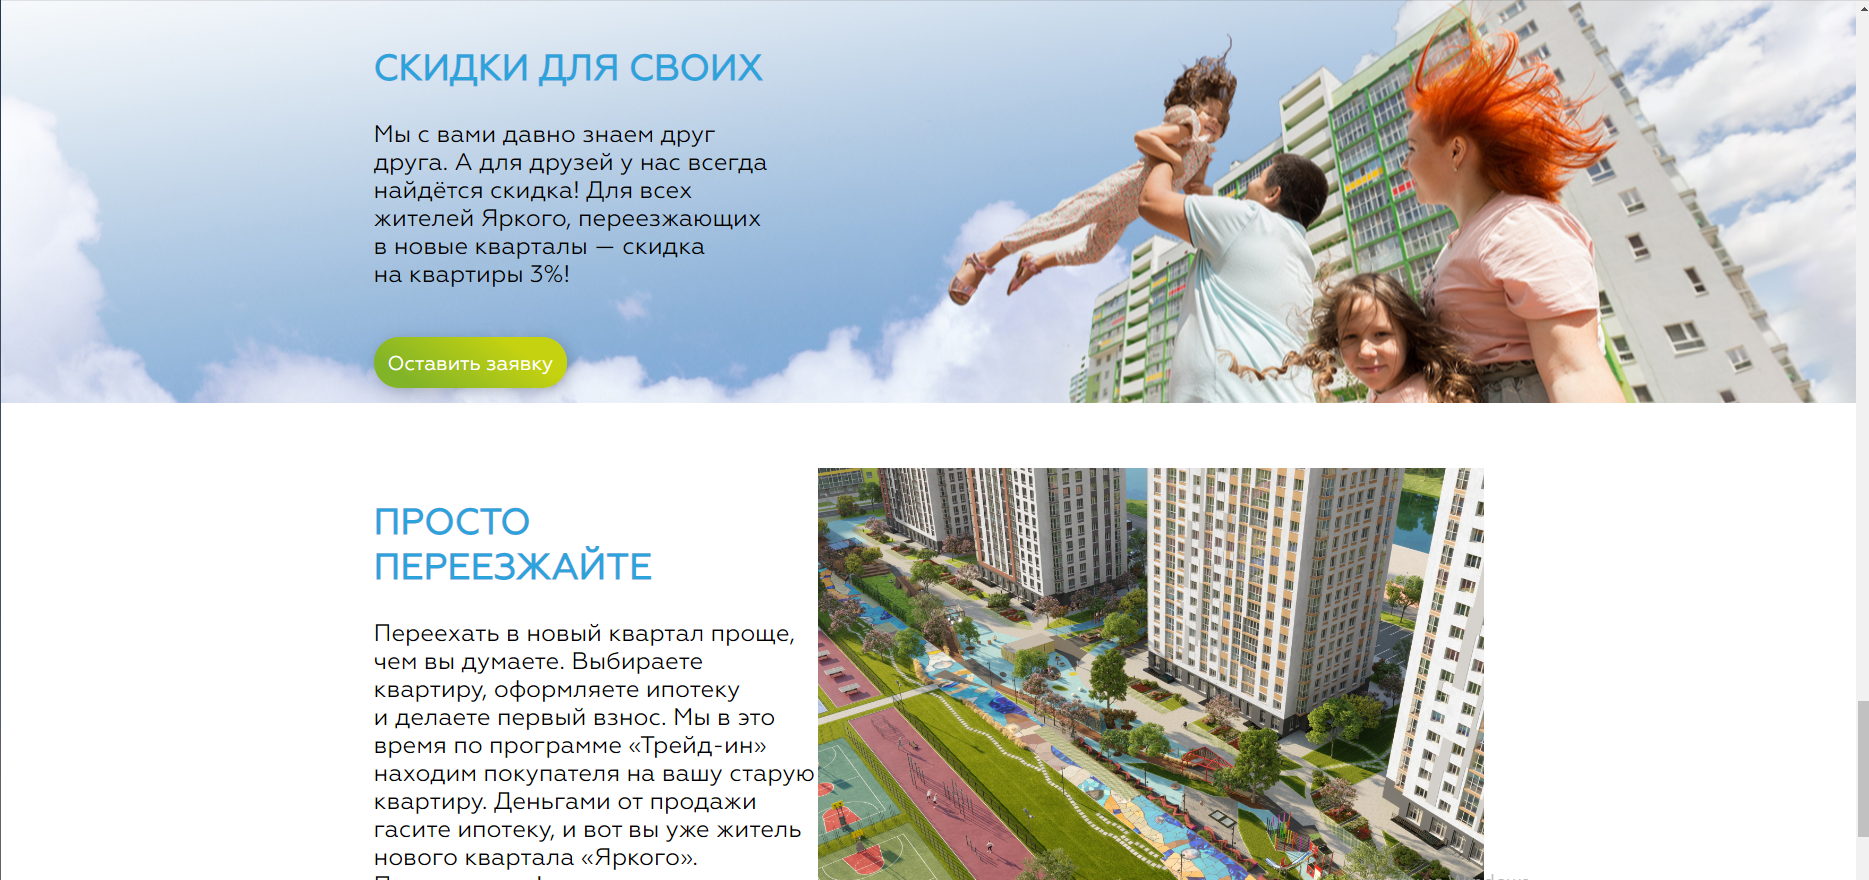 СКИДКИ ДЛЯ СВОИХ
Мы с вами давно знаем друг
друга. А для друзей у нас всегда
найдётся скидка! Для всех
жителей Яркого, переезжающих
в новые кварталы — скидка
на квартиры 3%!
Оставить заявку
ПРОСТО
ПЕРЕЕЗЖАЙТЕ
Переехать в новый квартал проще,
чем вы думаете. Выбираете
квартиру, оформляете ипотеку
и делаете первый взнос. Мы в это
время по программе «Трейд-ин»
находим покупателя на вашу старую
квартиру. Деньгами от продажи
гасите ипотеку, и вот вы уже житель
нового квартала «Яркого».